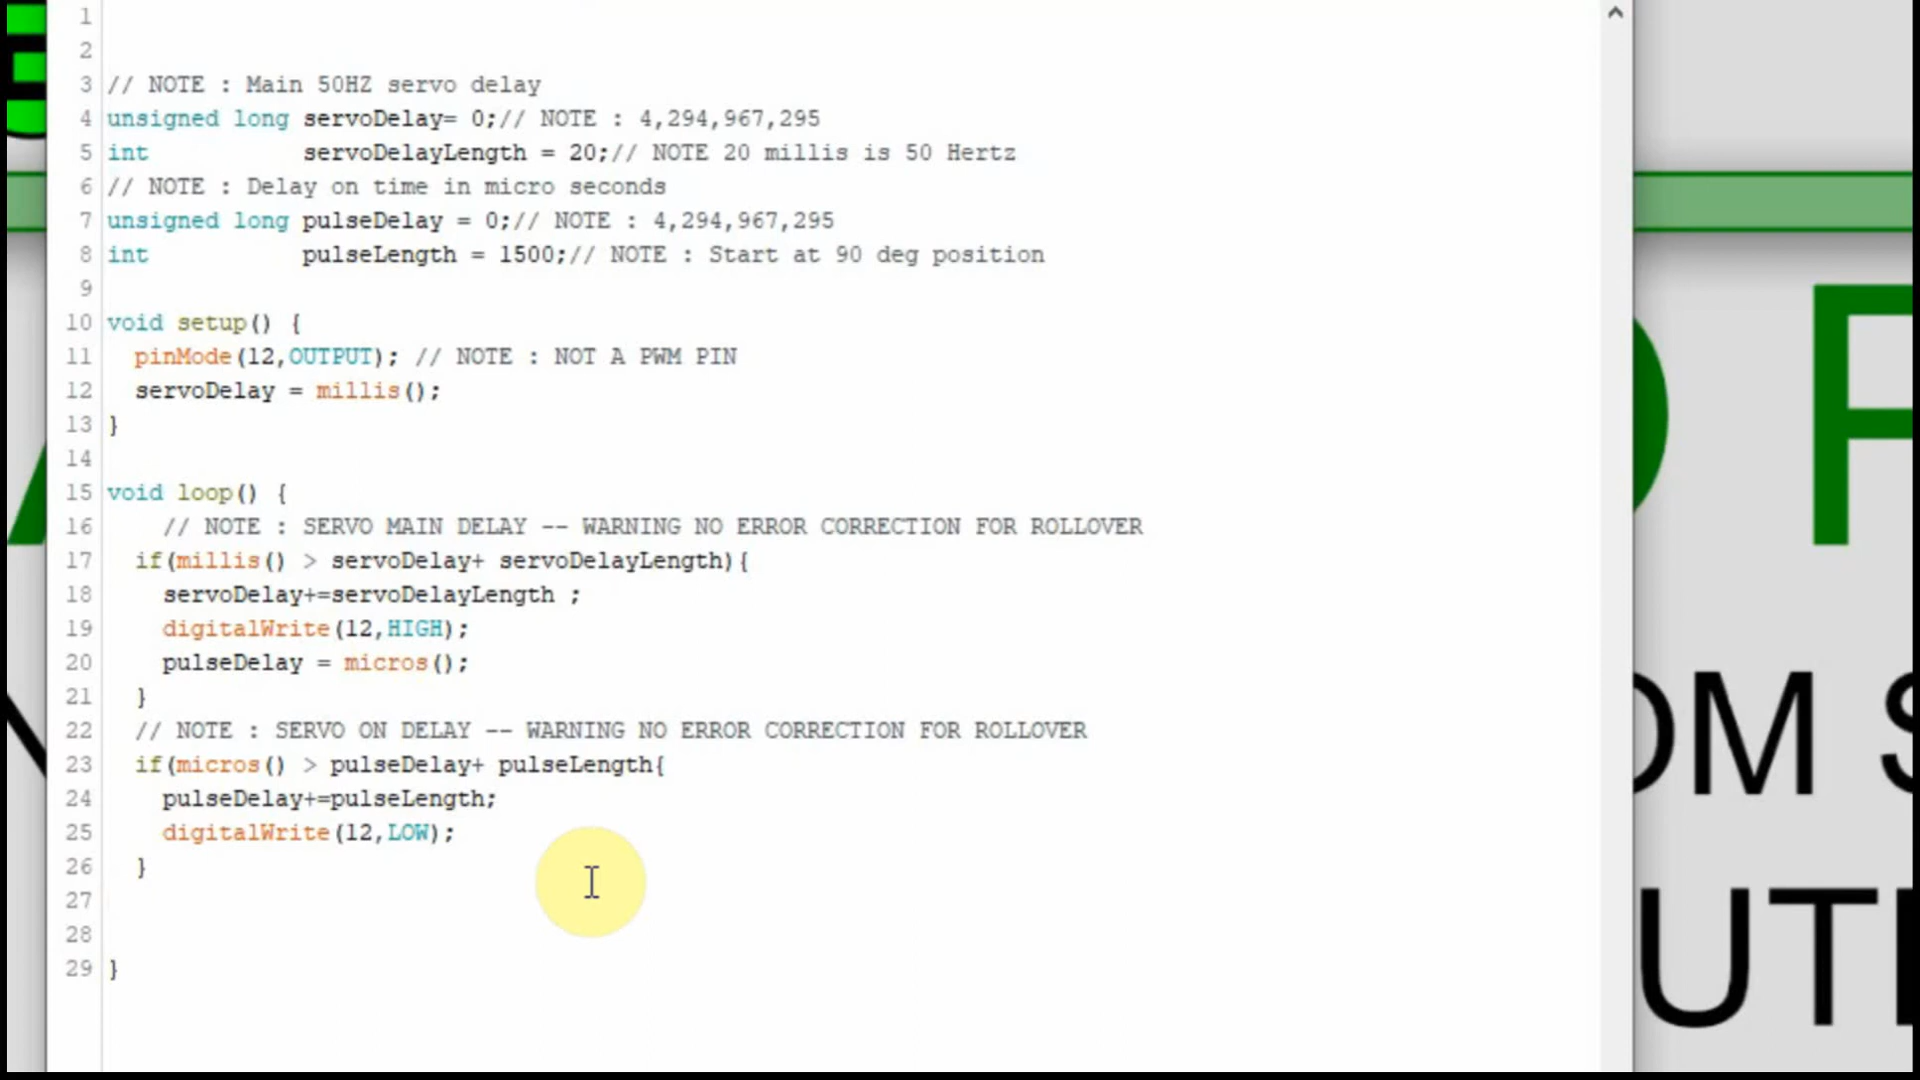 1
2
3 // NOTE : Main 50HZ servo delay
4 unsigned long servoDelay= 0;// NOTE : 4,294,967,295
5 int           servoDelayLength = 20;// NOTE 20 millis is 50 Hertz
6 // NOTE : Delay on time in micro seconds
7 unsigned long pulseDelay = 0;// NOTE : 4,294,967,295
8 int           pulseLength = 1500;// NOTE : Start at 90 deg position
9
10 void setup() {
11   pinMode(12,OUTPUT); // NOTE : NOT A PWM PIN
12   servoDelay = millis();
13 }
14
15 void loop() {
16     // NOTE : SERVO MAIN DELAY -- WARNING NO ERROR CORRECTION FOR ROLLOVER
17   if(millis() > servoDelay+ servoDelayLength){
18     servoDelay+=servoDelayLength ;
19     digitalWrite(12,HIGH);
20     pulseDelay = micros();
21   }
22   // NOTE : SERVO ON DELAY -- WARNING NO ERROR CORRECTION FOR ROLLOVER
23   if(micros() > pulseDelay+ pulseLength{
24     pulseDelay+=pulseLength;
25     digitalWrite(12,LOW);
26   }
27
28
29 }